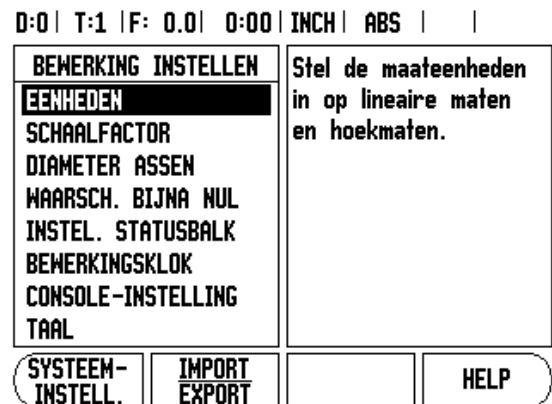 D:0| T:1 |F: 0.0| 0:00| INCH| ABS | |
BEWERKING INSTELLEN
EENHEDEN
SCHAALFACTOR
DIAMETER ASSEN
WAARSCH. BIJNA NUL
INSTEL. STATUSBALK
BEWERKINGSKLOK
CONSOLE-INSTELLING
TAAL
Stel de maateenheden
in op lineaire maten
en hoekmaten.
SYSTEEM-
INSTELL.
IMPORT
EXPORT
HELP